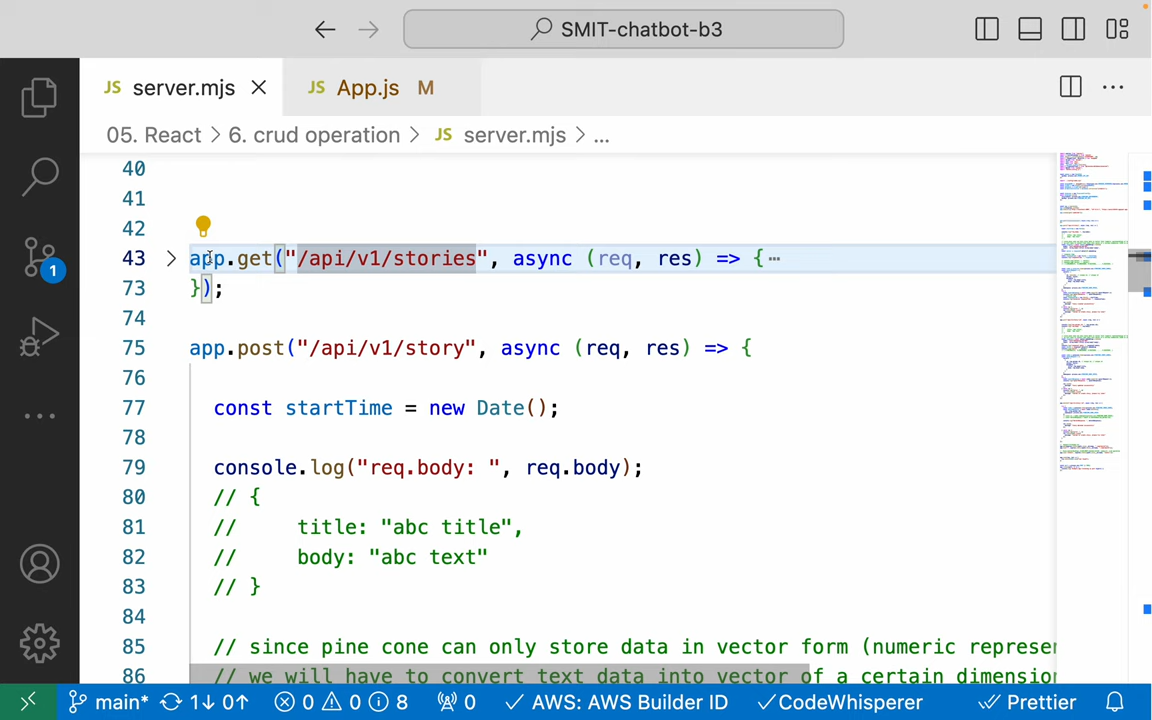 SMIT-chatbot-b3
JS server.mjs
JS App.js M
05. React > 6. crud operation > JS server.mjs > ...
40
41
42
43 app.get("/api/v1/stories", async (req, res) => {⋯
73 });
74
75 app.post("/api/v1/story", async (req, res) => {
76
77 const startTime = new Date();
78
79 console.log("req.body: ", req.body);
80 // {
81 //     title: "abc title",
82 //     body: "abc text"
83 // }
84
85 // since pine cone can only store data in vector form (numeric represen
86 // we will have to convert text data into vector of a certain dimension
1
main* 1↓ 0↑ 0 0 8 0 AWS: AWS Builder ID CodeWhisperer Prettier